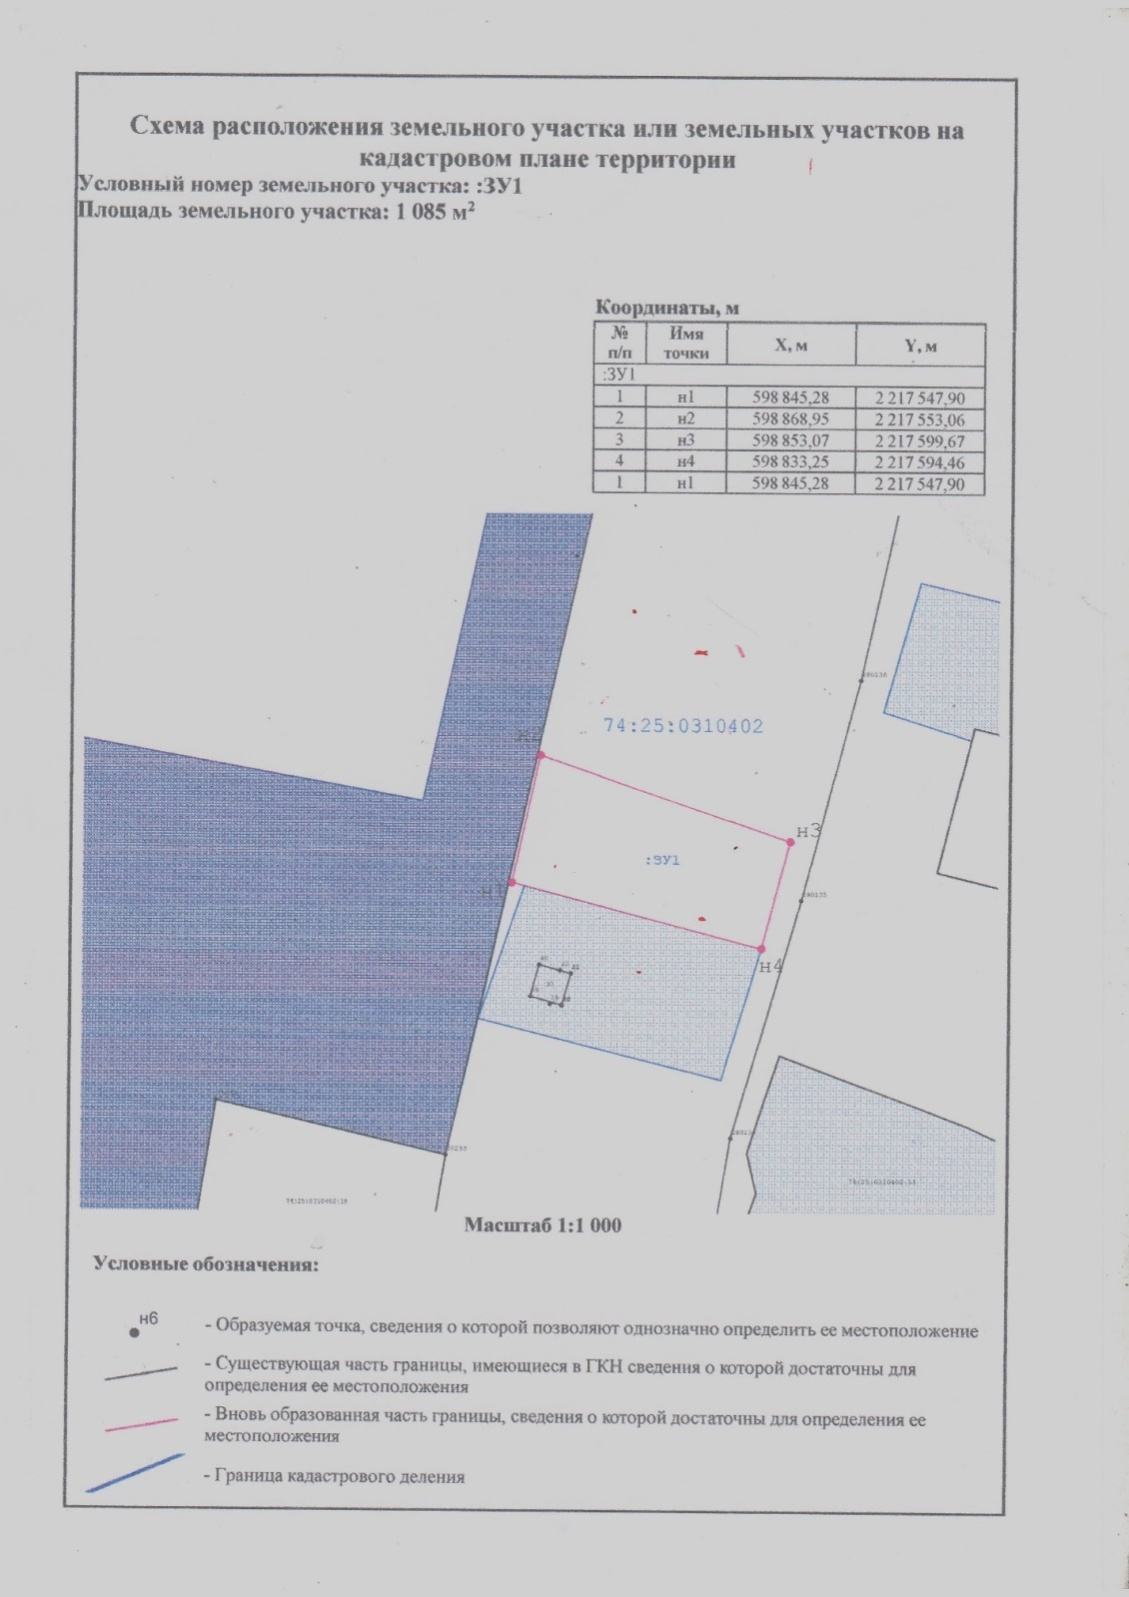 Схема расположения земельного участка или земельных участков на
кадастровом плане территории
Условный номер земельного участка: :ЗУ1
Площадь земельного участка: 1 085 м²
Координаты, м
№ п/п Имя точки X, м Y, м
:ЗУ1
1 н1 598 845,28 2 217 547,90
2 н2 598 868,95 2 217 553,06
3 н3 598 853,07 2 217 599,67
4 н4 598 833,25 2 217 594,46
1 н1 598 845,28 2 217 547,90
74:25:0310402
н3
:ЗУ1
н1
н4
Масштаб 1:1 000
Условные обозначения:
н6
- Образуемая точка, сведения о которой позволяют однозначно определить ее местоположение
- Существующая часть границы, имеющиеся в ГКН сведения о которой достаточны для
определения ее местоположения
- Вновь образованная часть границы, сведения о которой достаточны для определения ее
местоположения
- Граница кадастрового деления